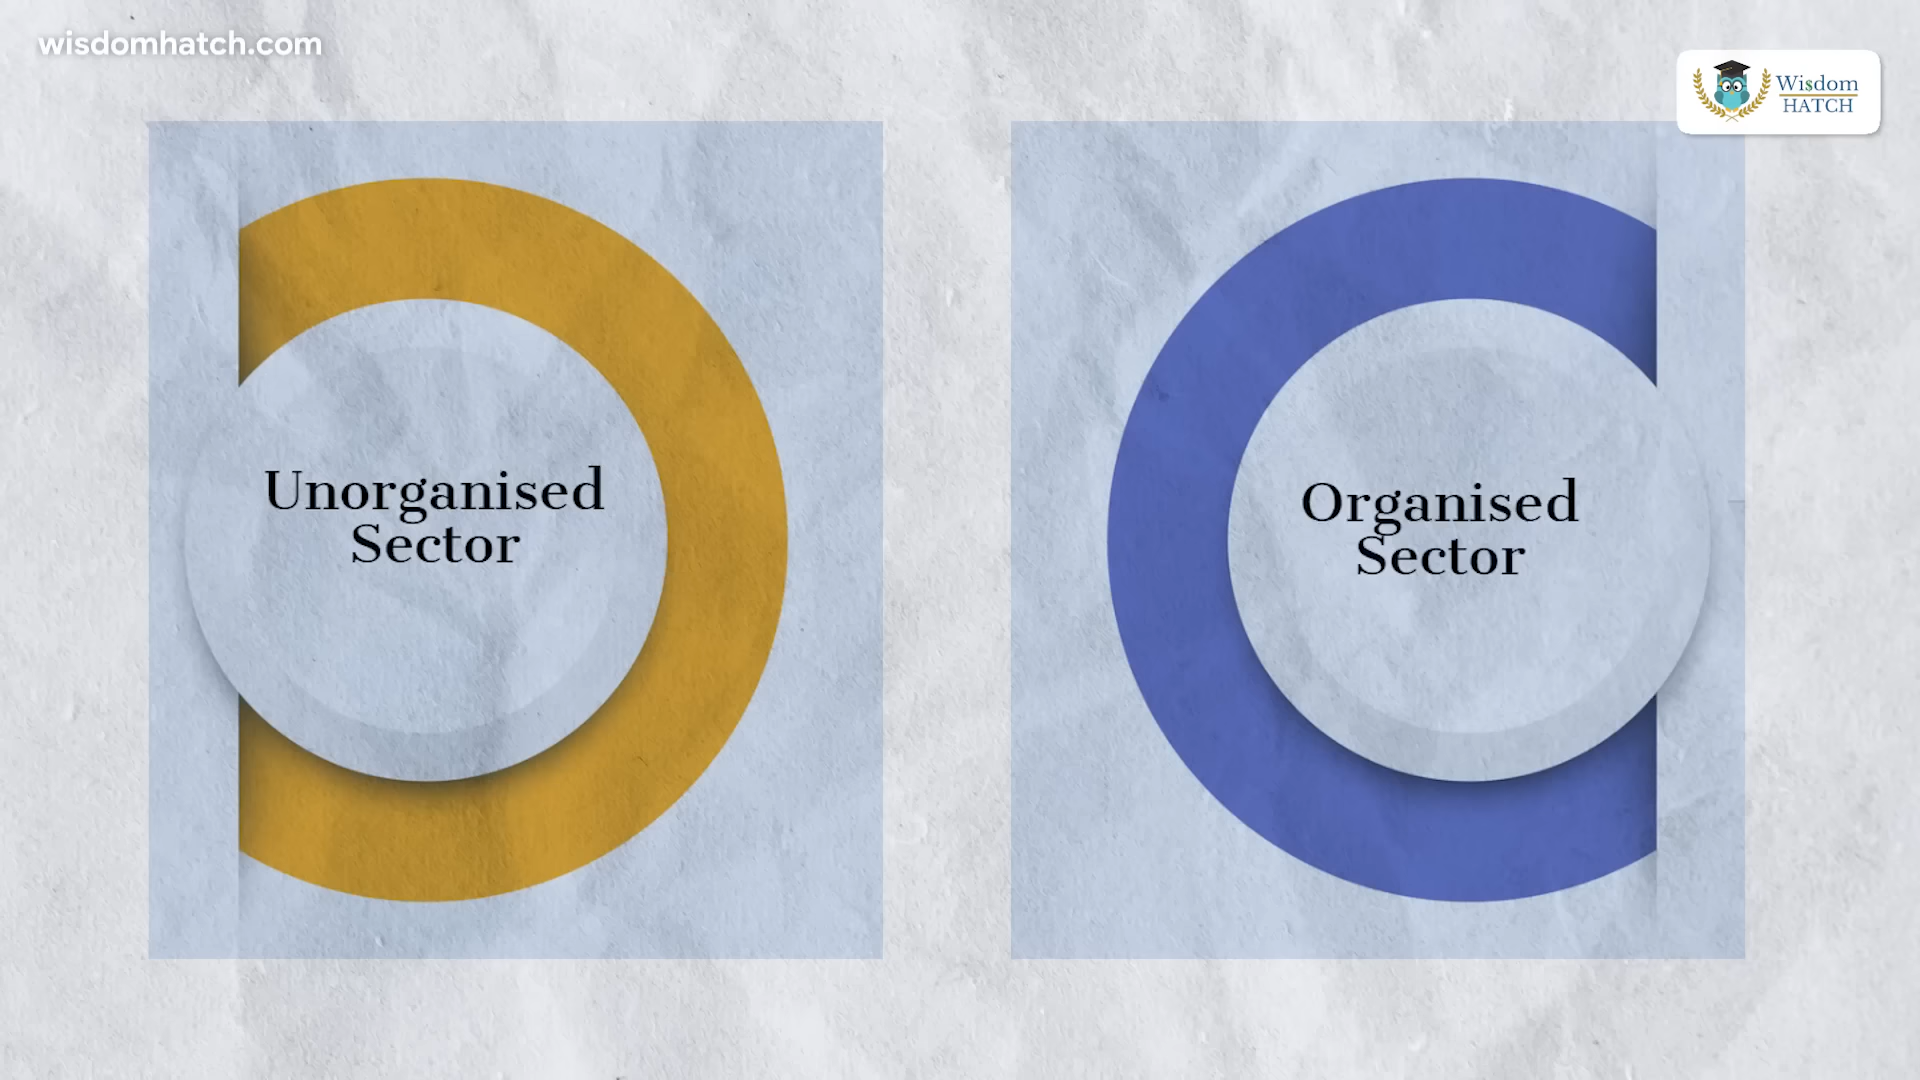 wisdomhatch.com
Wisdom
HATCH
Unorganised
Sector
Organised
Sector